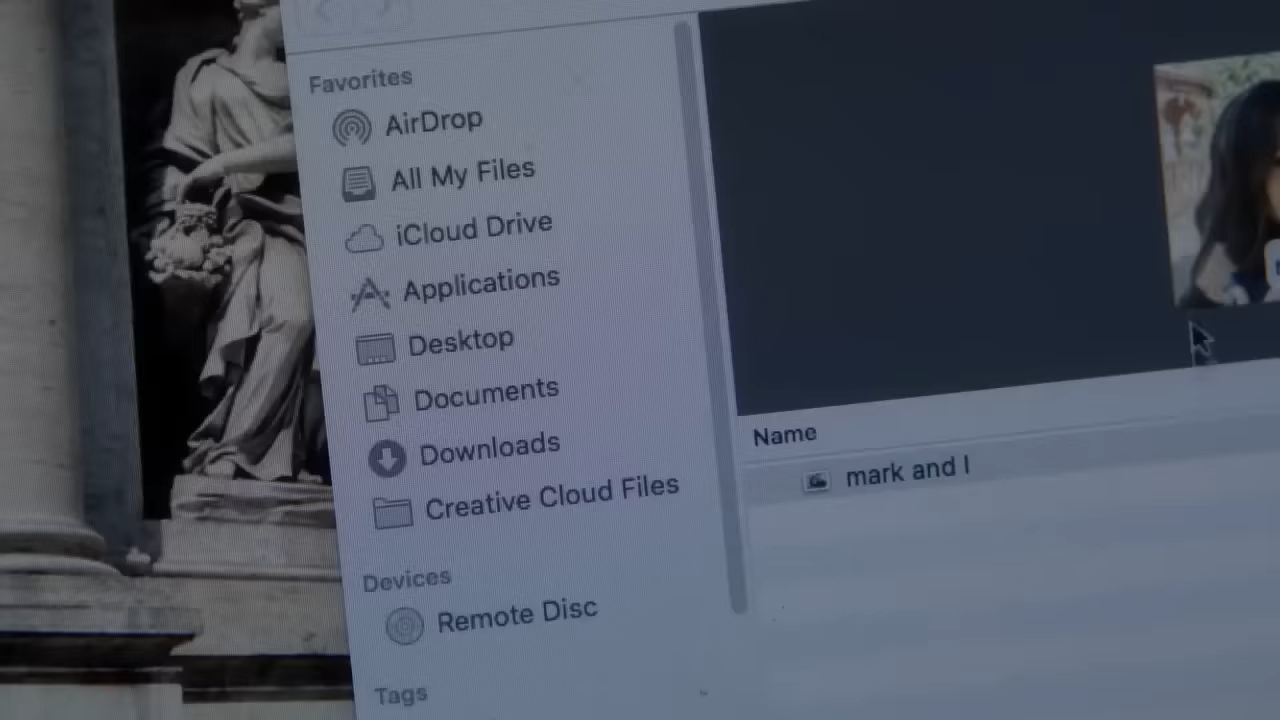 Favorites
AirDrop
All My Files
iCloud Drive
Applications
Desktop
Documents
Downloads
Creative Cloud Files
Devices
Remote Disc
Tags
Name
mark and I